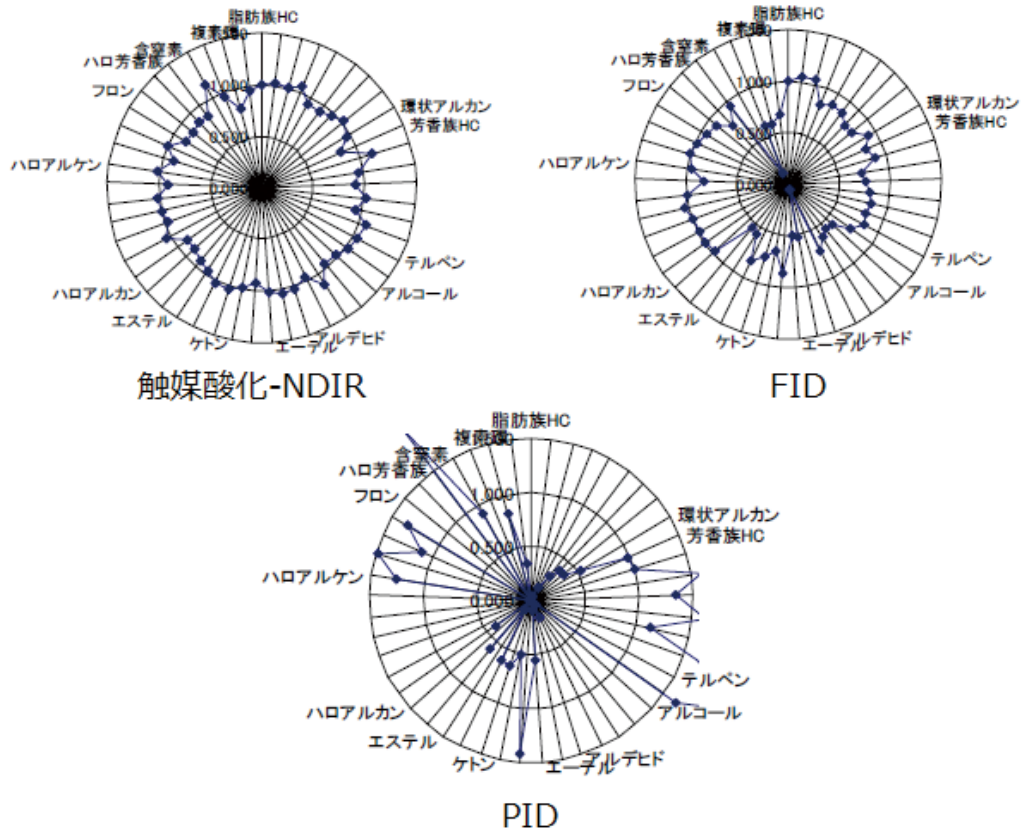 脂肪族HC
複素環
含窒素
ハロ芳香族
フロン
ハロアルケン
ハロアルカン
エステル
ケトン
エーテル
アルデヒド
アルコール
テルペン
環状アルカン
芳香族HC
1.000
0.500
0.000
触媒酸化-NDIR
脂肪族HC
複素環
含窒素
ハロ芳香族
フロン
ハロアルケン
ハロアルカン
エステル
ケトン
エーテル
アルデヒド
アルコール
テルペン
環状アルカン
芳香族HC
1.000
0.500
0.000
FID
脂肪族HC
複素環
含窒素
ハロ芳香族
フロン
ハロアルケン
ハロアルカン
エステル
ケトン
エーテル
アルデヒド
アルコール
テルペン
環状アルカン
芳香族HC
1.000
0.500
0.000
PID